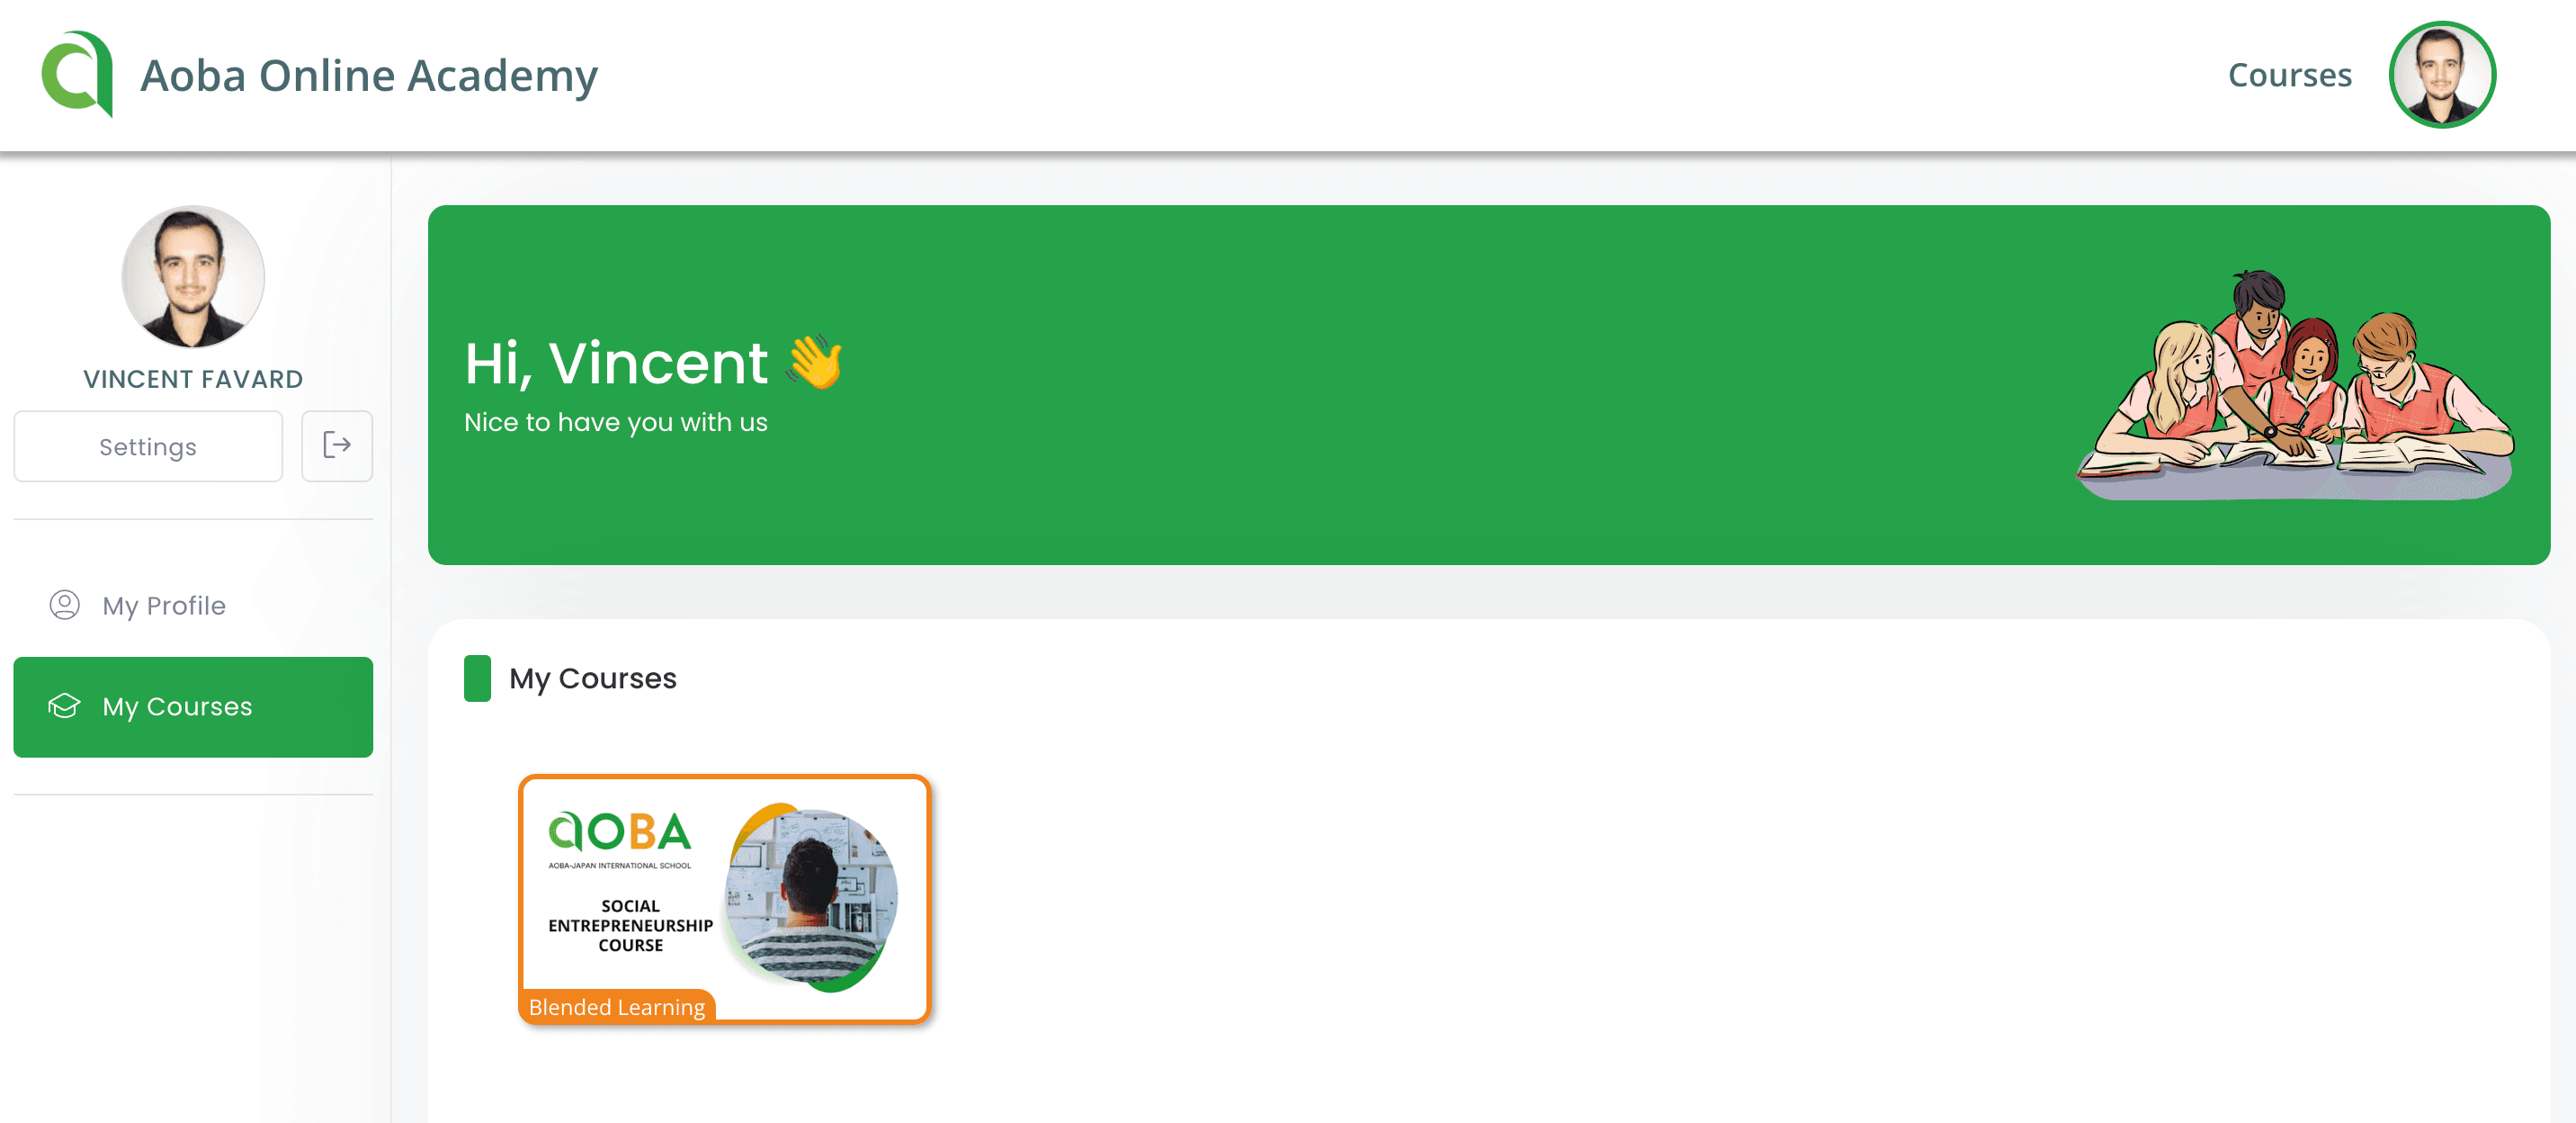 Aoba Online Academy
Courses
VINCENT FAVARD
Settings
My Profile
My Courses
Hi, Vincent 👋
Nice to have you with us
My Courses
AOBA
AOBA-JAPAN INTERNATIONAL SCHOOL
SOCIAL
ENTREPRENEURSHIP
COURSE
Blended Learning